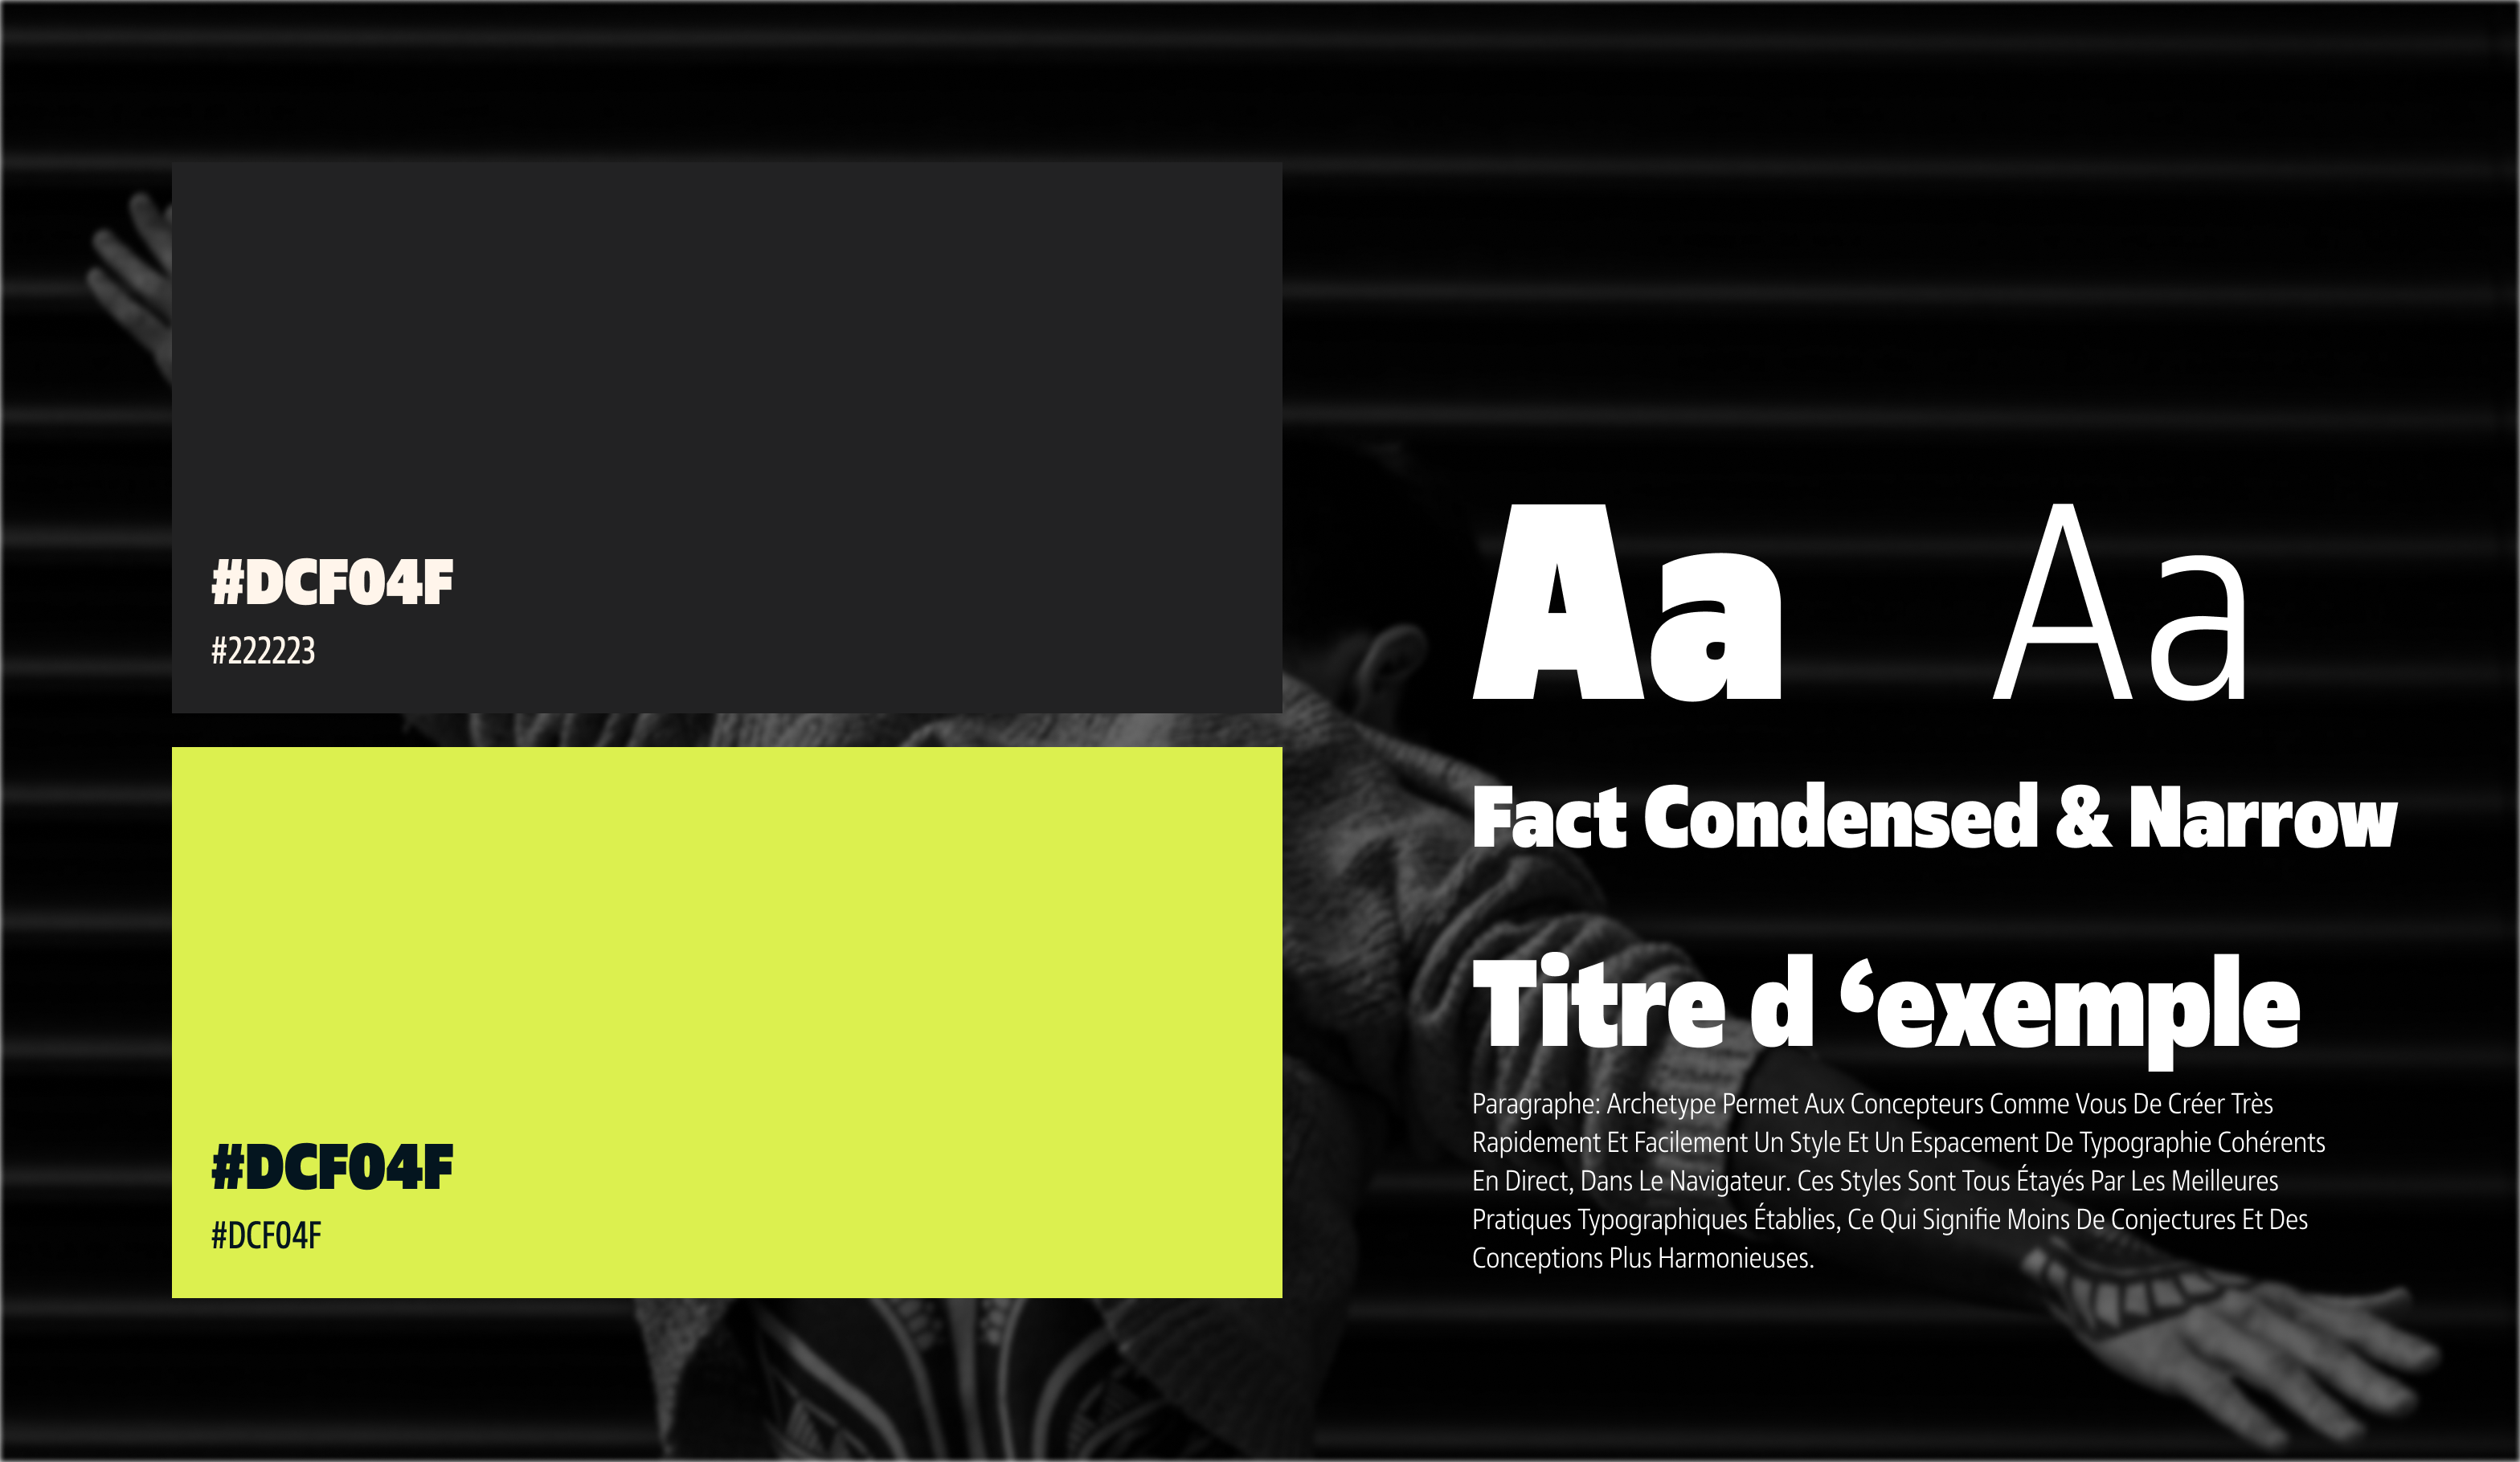 #DCF04F
#222223
#DCF04F
#DCF04F
Aa Aa
Fact Condensed & Narrow
Titre d ‘exemple
Paragraphe: Archetype Permet Aux Concepteurs Comme Vous De Créer Très
Rapidement Et Facilement Un Style Et Un Espacement De Typographie Cohérents
En Direct, Dans Le Navigateur. Ces Styles Sont Tous Étayés Par Les Meilleures
Pratiques Typographiques Établies, Ce Qui Signifie Moins De Conjectures Et Des
Conceptions Plus Harmonieuses.